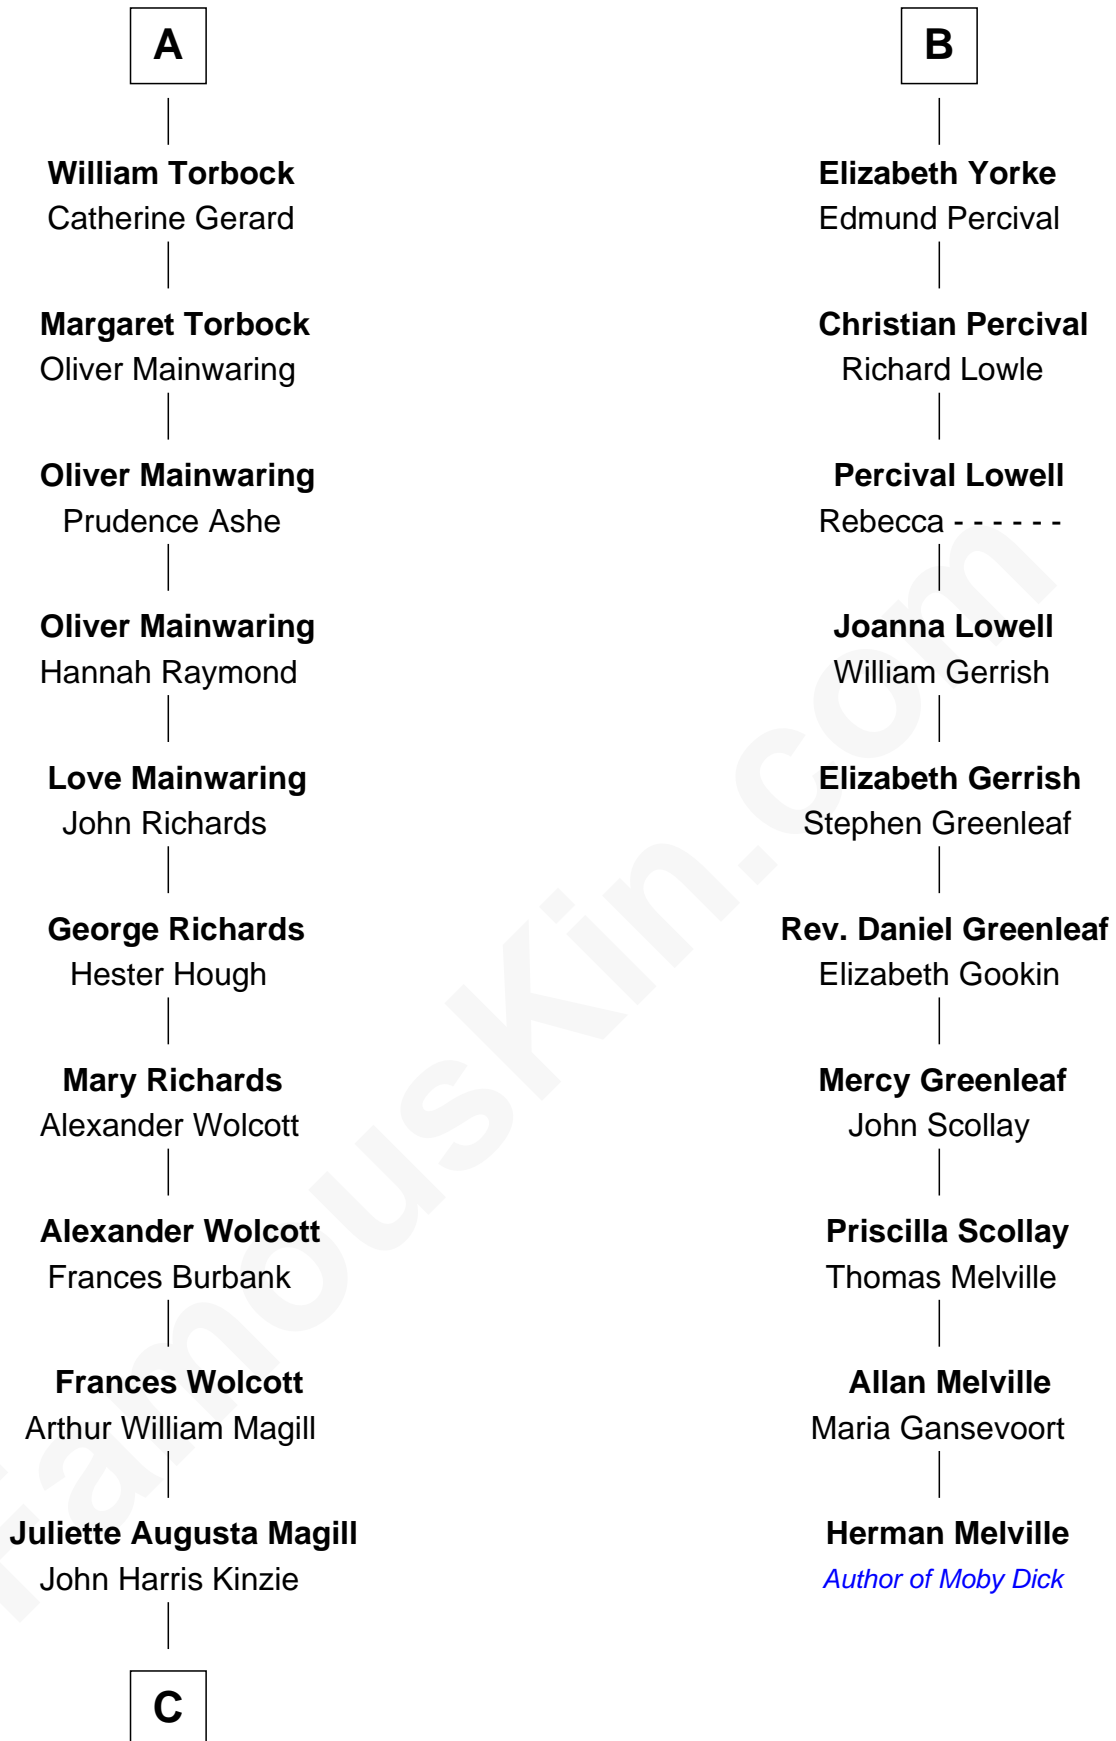 A
William Torbock
Catherine Gerard
Margaret Torbock
Oliver Mainwaring
Oliver Mainwaring
Prudence Ashe
Oliver Mainwaring
Hannah Raymond
Love Mainwaring
John Richards
George Richards
Hester Hough
Mary Richards
Alexander Wolcott
Alexander Wolcott
Frances Burbank
Frances Wolcott
Arthur William Magill
Juliette Augusta Magill
John Harris Kinzie
C
B
Elizabeth Yorke
Edmund Percival
Christian Percival
Richard Lowle
Percival Lowell
Rebecca - - - - - -
Joanna Lowell
William Gerrish
Elizabeth Gerrish
Stephen Greenleaf
Rev. Daniel Greenleaf
Elizabeth Gookin
Mercy Greenleaf
John Scollay
Priscilla Scollay
Thomas Melville
Allan Melville
Maria Gansevoort
Herman Melville
Author of Moby Dick
FamousKin.com